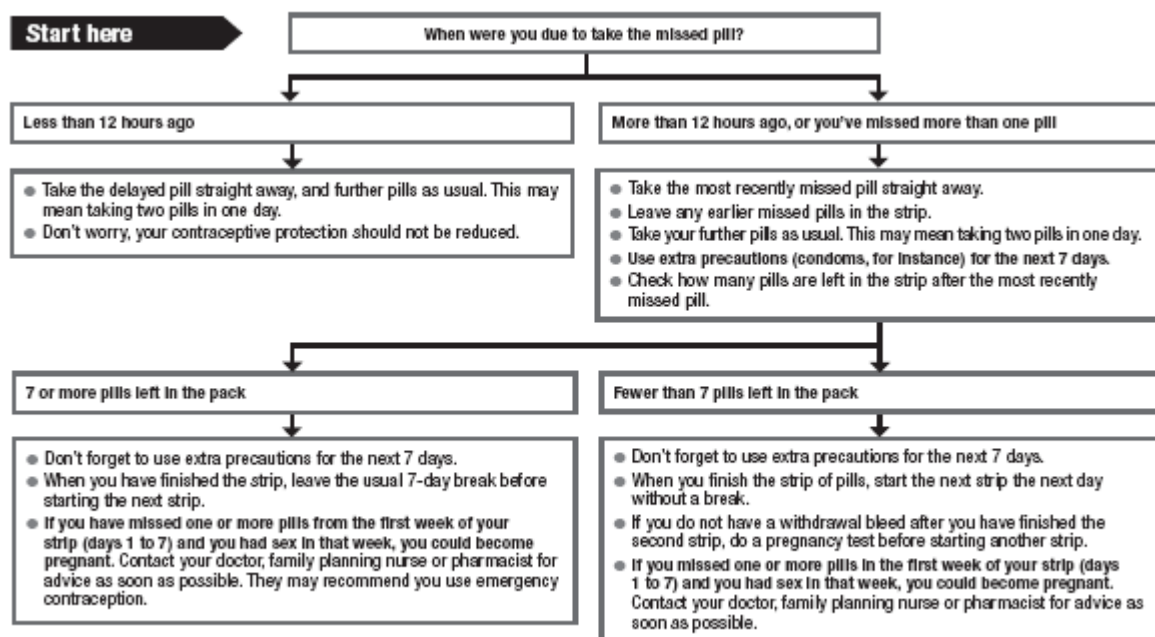 Start here
When were you due to take the missed pill?
Less than 12 hours ago
More than 12 hours ago, or you've missed more than one pill
● Take the delayed pill straight away, and further pills as usual. This may
mean taking two pills in one day.
● Don't worry, your contraceptive protection should not be reduced.
● Take the most recently missed pill straight away.
● Leave any earlier missed pills in the strip.
● Take your further pills as usual. This may mean taking two pills in one day.
● Use extra precautions (condoms, for instance) for the next 7 days.
● Check how many pills are left in the strip after the most recently
missed pill.
7 or more pills left in the pack
Fewer than 7 pills left in the pack
● Don't forget to use extra precautions for the next 7 days.
● When you have finished the strip, leave the usual 7-day break before
starting the next strip.
● If you have missed one or more pills from the first week of your
strip (days 1 to 7) and you had sex in that week, you could become
pregnant. Contact your doctor, family planning nurse or pharmacist for
advice as soon as possible. They may recommend you use emergency
contraception.
● Don't forget to use extra precautions for the next 7 days.
● When you finish the strip of pills, start the next strip the next day
without a break.
● If you do not have a withdrawal bleed after you have finished the
second strip, do a pregnancy test before starting another strip.
● If you missed one or more pills in the first week of your strip (days
1 to 7) and you had sex in that week, you could become pregnant.
Contact your doctor, family planning nurse or pharmacist for advice as
soon as possible.